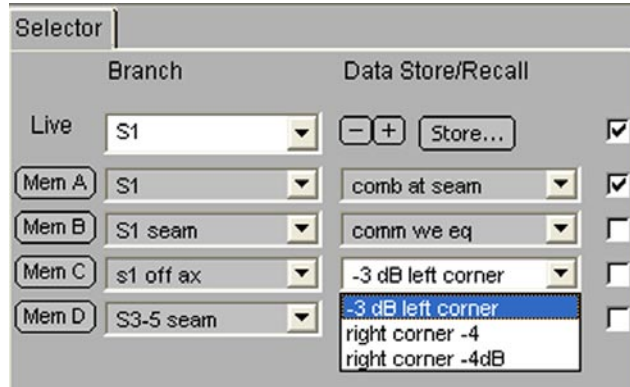 Selector
Branch Data Store/Recall
Live S1 - + Store...
Mem A S1 comb at seam
Mem B S1 seam comm we eq
Mem C s1 off ax -3 dB left corner
Mem D S3-5 seam -3 dB left corner
right corner -4
right corner -4dB